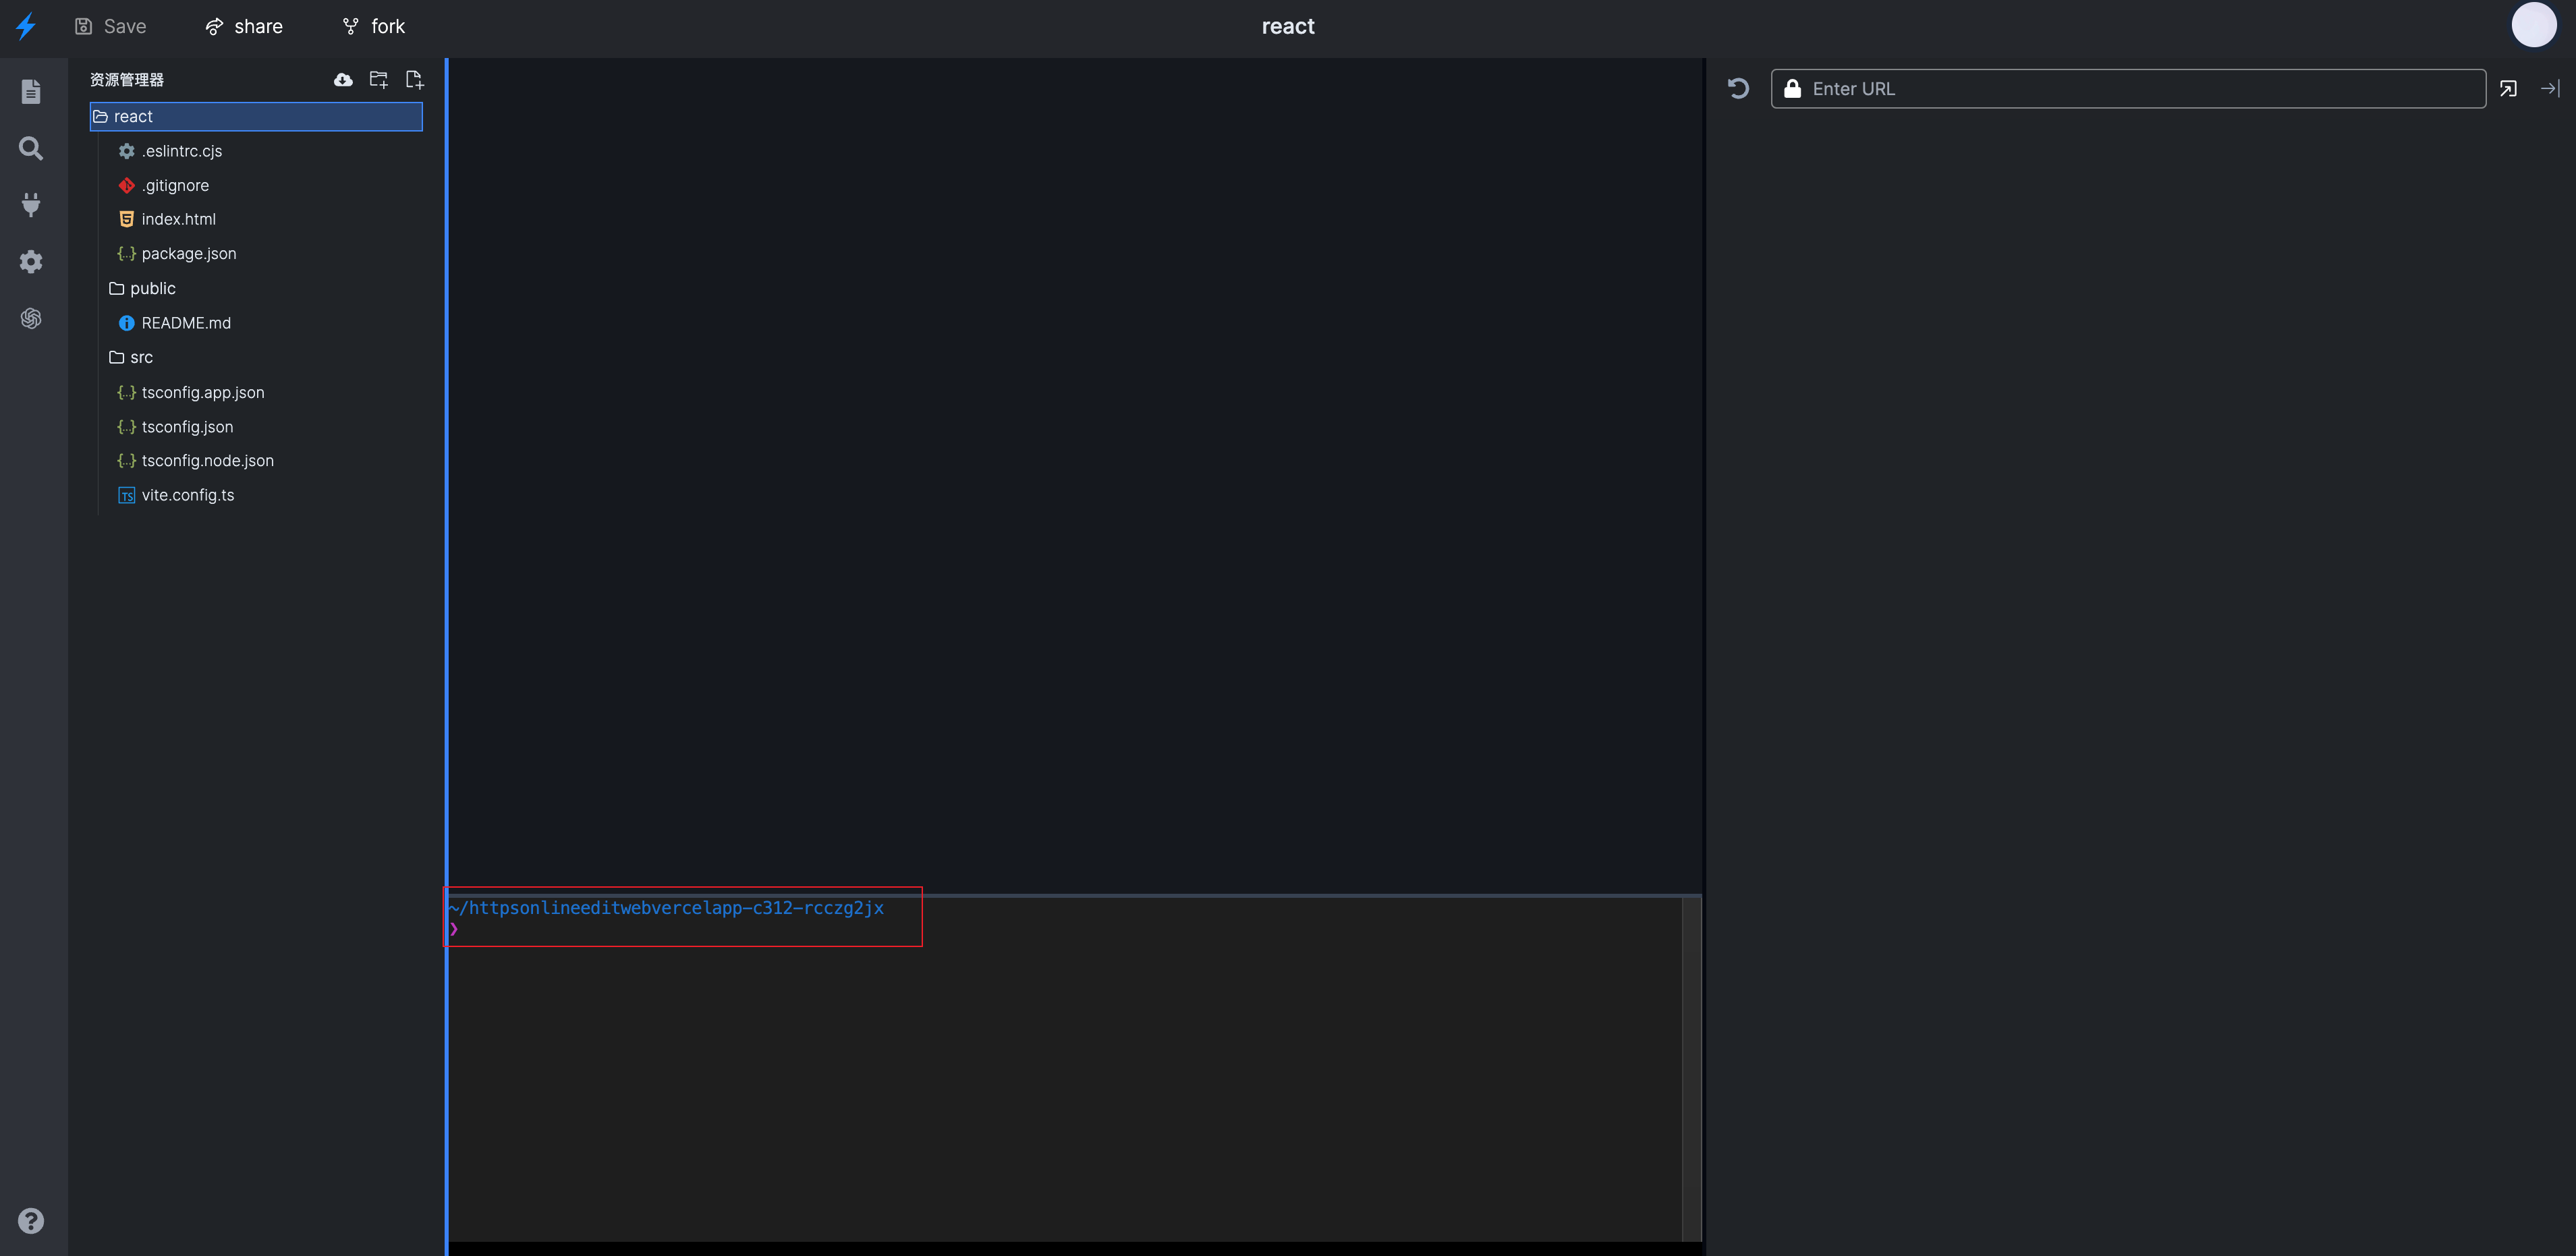 Save share fork react
资源管理器
Enter URL
react
.eslintrc.cjs
.gitignore
index.html
package.json
public
README.md
src
tsconfig.app.json
tsconfig.json
tsconfig.node.json
TS vite.config.ts
~/httpsonlineeditwebvercelapp-c312-rcczg2jx
❯